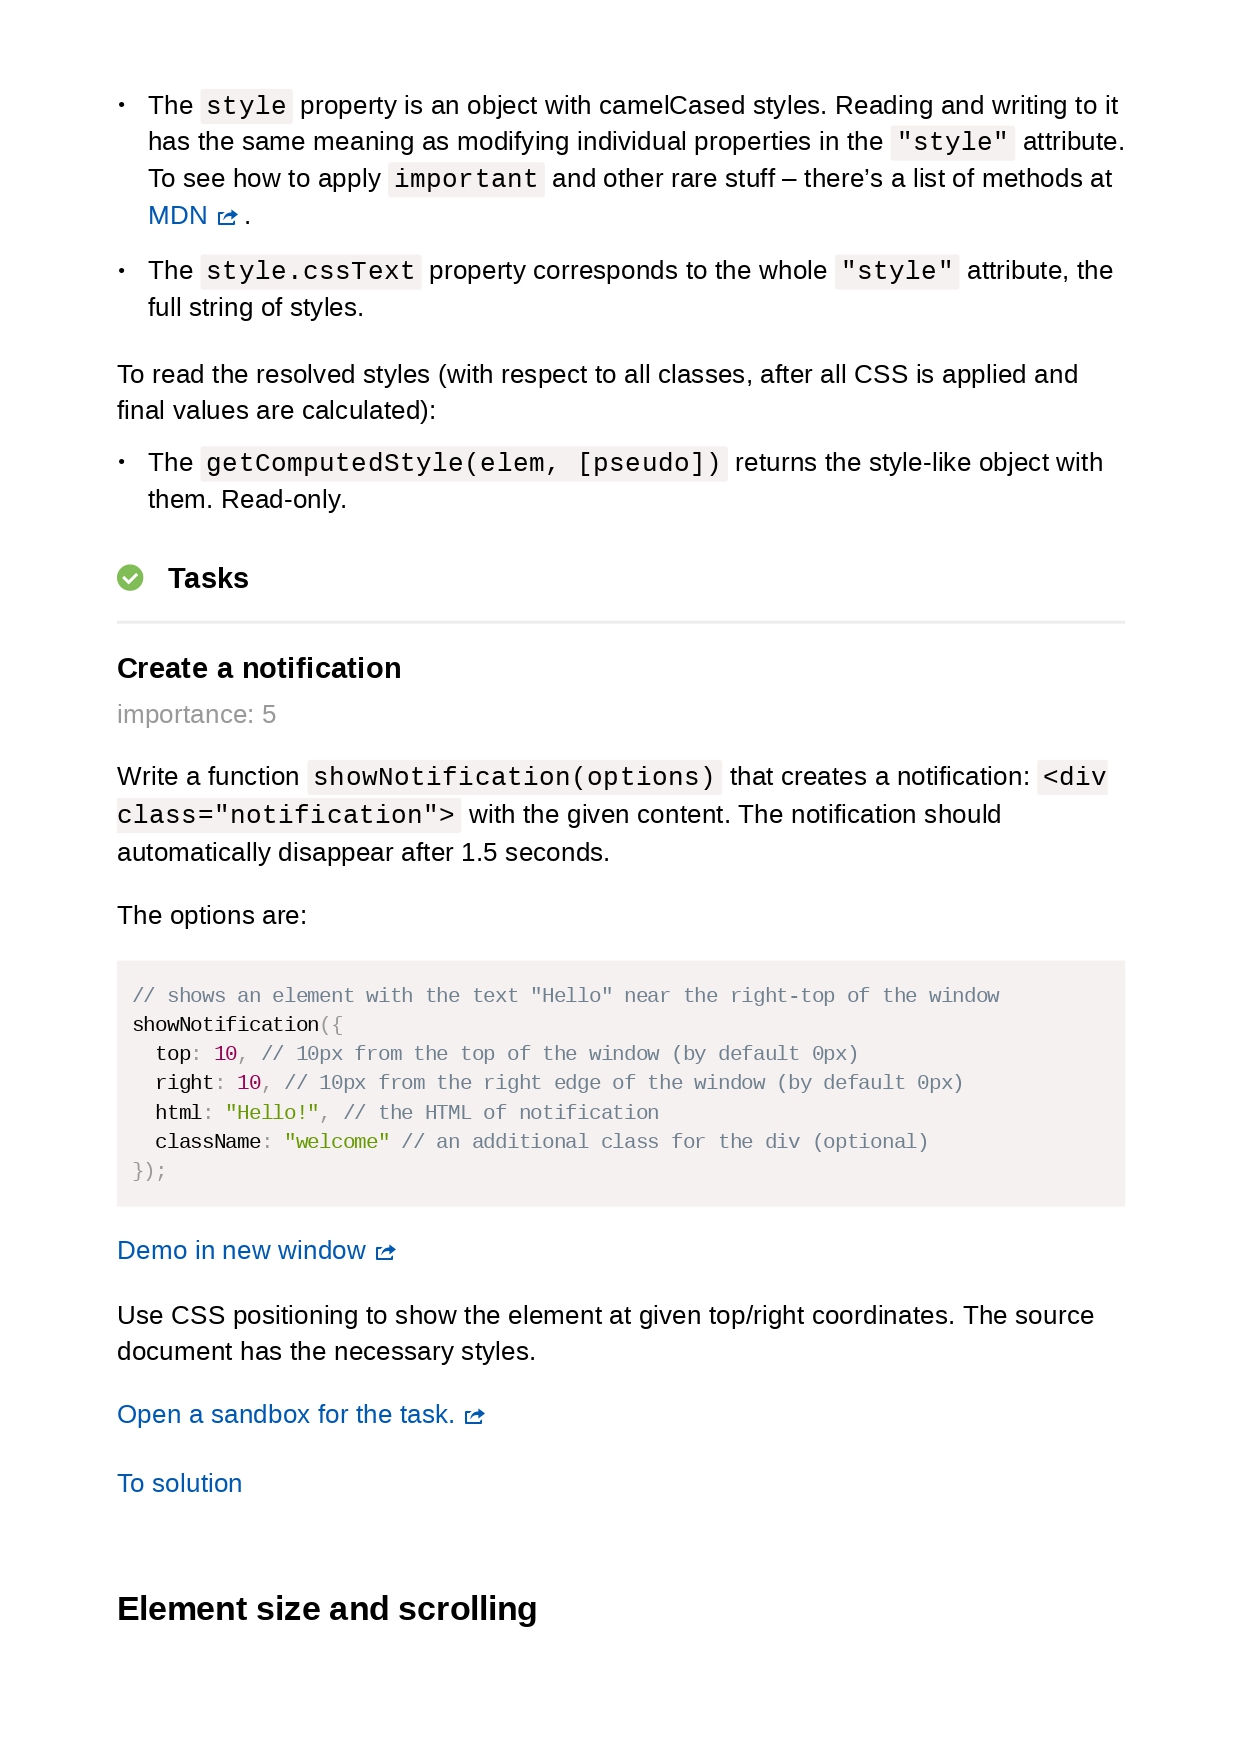 • The style property is an object with camelCased styles. Reading and writing to it
has the same meaning as modifying individual properties in the "style" attribute.
To see how to apply important and other rare stuff – there’s a list of methods at
MDN .
• The style.cssText property corresponds to the whole "style" attribute, the
full string of styles.
To read the resolved styles (with respect to all classes, after all CSS is applied and
final values are calculated):
• The getComputedStyle(elem, [pseudo]) returns the style-like object with
them. Read-only.
Tasks
Create a notification
importance: 5
Write a function showNotification(options) that creates a notification: <div
class="notification"> with the given content. The notification should
automatically disappear after 1.5 seconds.
The options are:
// shows an element with the text "Hello" near the right-top of the window
showNotification({
  top: 10, // 10px from the top of the window (by default 0px)
  right: 10, // 10px from the right edge of the window (by default 0px)
  html: "Hello!", // the HTML of notification
  className: "welcome" // an additional class for the div (optional)
});
Demo in new window
Use CSS positioning to show the element at given top/right coordinates. The source
document has the necessary styles.
Open a sandbox for the task.
To solution
Element size and scrolling